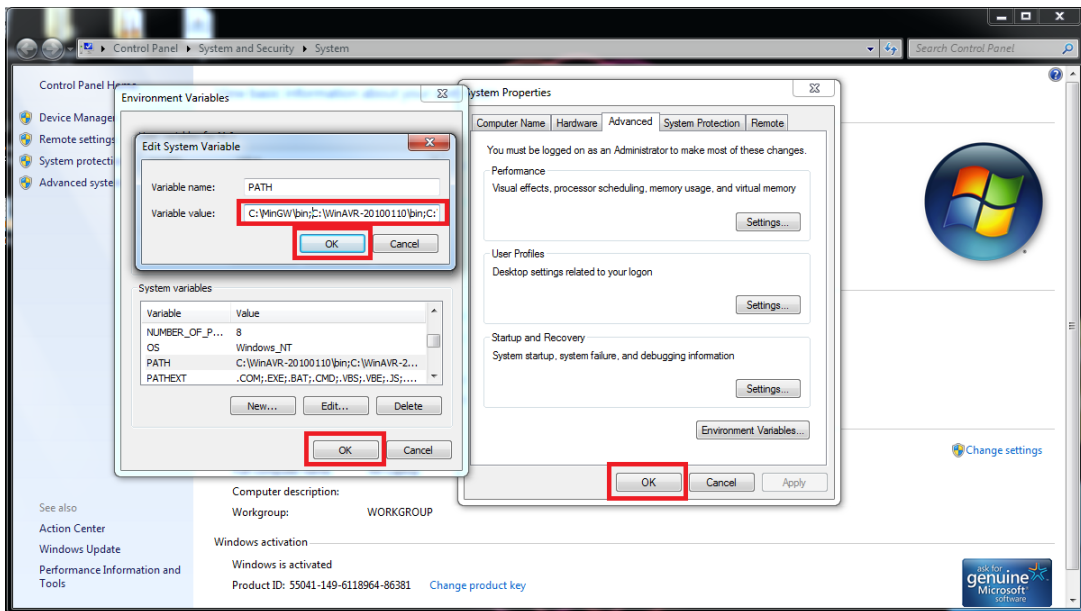 Control Panel ▸ System and Security ▸ System
Search Control Panel
Control Panel
Device Manager
Remote settings
System protecti
Advanced syste
See also
Action Center
Windows Update
Performance Information and
Tools
Environment Variables
Edit System Variable
Variable name: PATH
Variable value: C:\MinGW\bin;C:\WinAVR-20100110\bin;C:
OK Cancel
System variables
Variable Value
NUMBER_OF_P... 8
OS Windows_NT
PATH C:\WinAVR-20100110\bin;C:\WinAVR-2...
PATHEXT .COM;.EXE;.BAT;.CMD;.VBS;.VBE;.JS;....
New... Edit... Delete
OK Cancel
System Properties
Computer Name Hardware Advanced System Protection Remote
You must be logged on as an Administrator to make most of these changes.
Performance
Visual effects, processor scheduling, memory usage, and virtual memory
Settings...
User Profiles
Desktop settings related to your logon
Settings...
Startup and Recovery
System startup, system failure, and debugging information
Settings...
Environment Variables...
OK Cancel Apply
Change settings
Computer description:
Workgroup: WORKGROUP
Windows activation
Windows is activated
Product ID: 55041-149-6118964-86381 Change product key
ask for
genuine
Microsoft
software